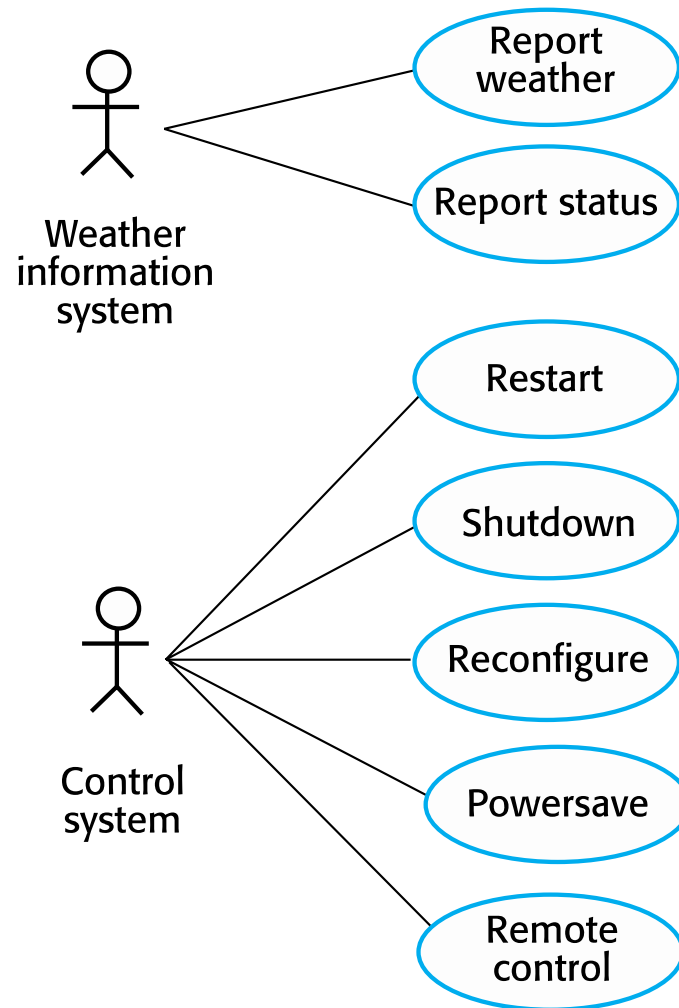 Report
weather
Report status
Weather
information
system
Restart
Shutdown
Reconfigure
Control
system
Powersave
Remote
control